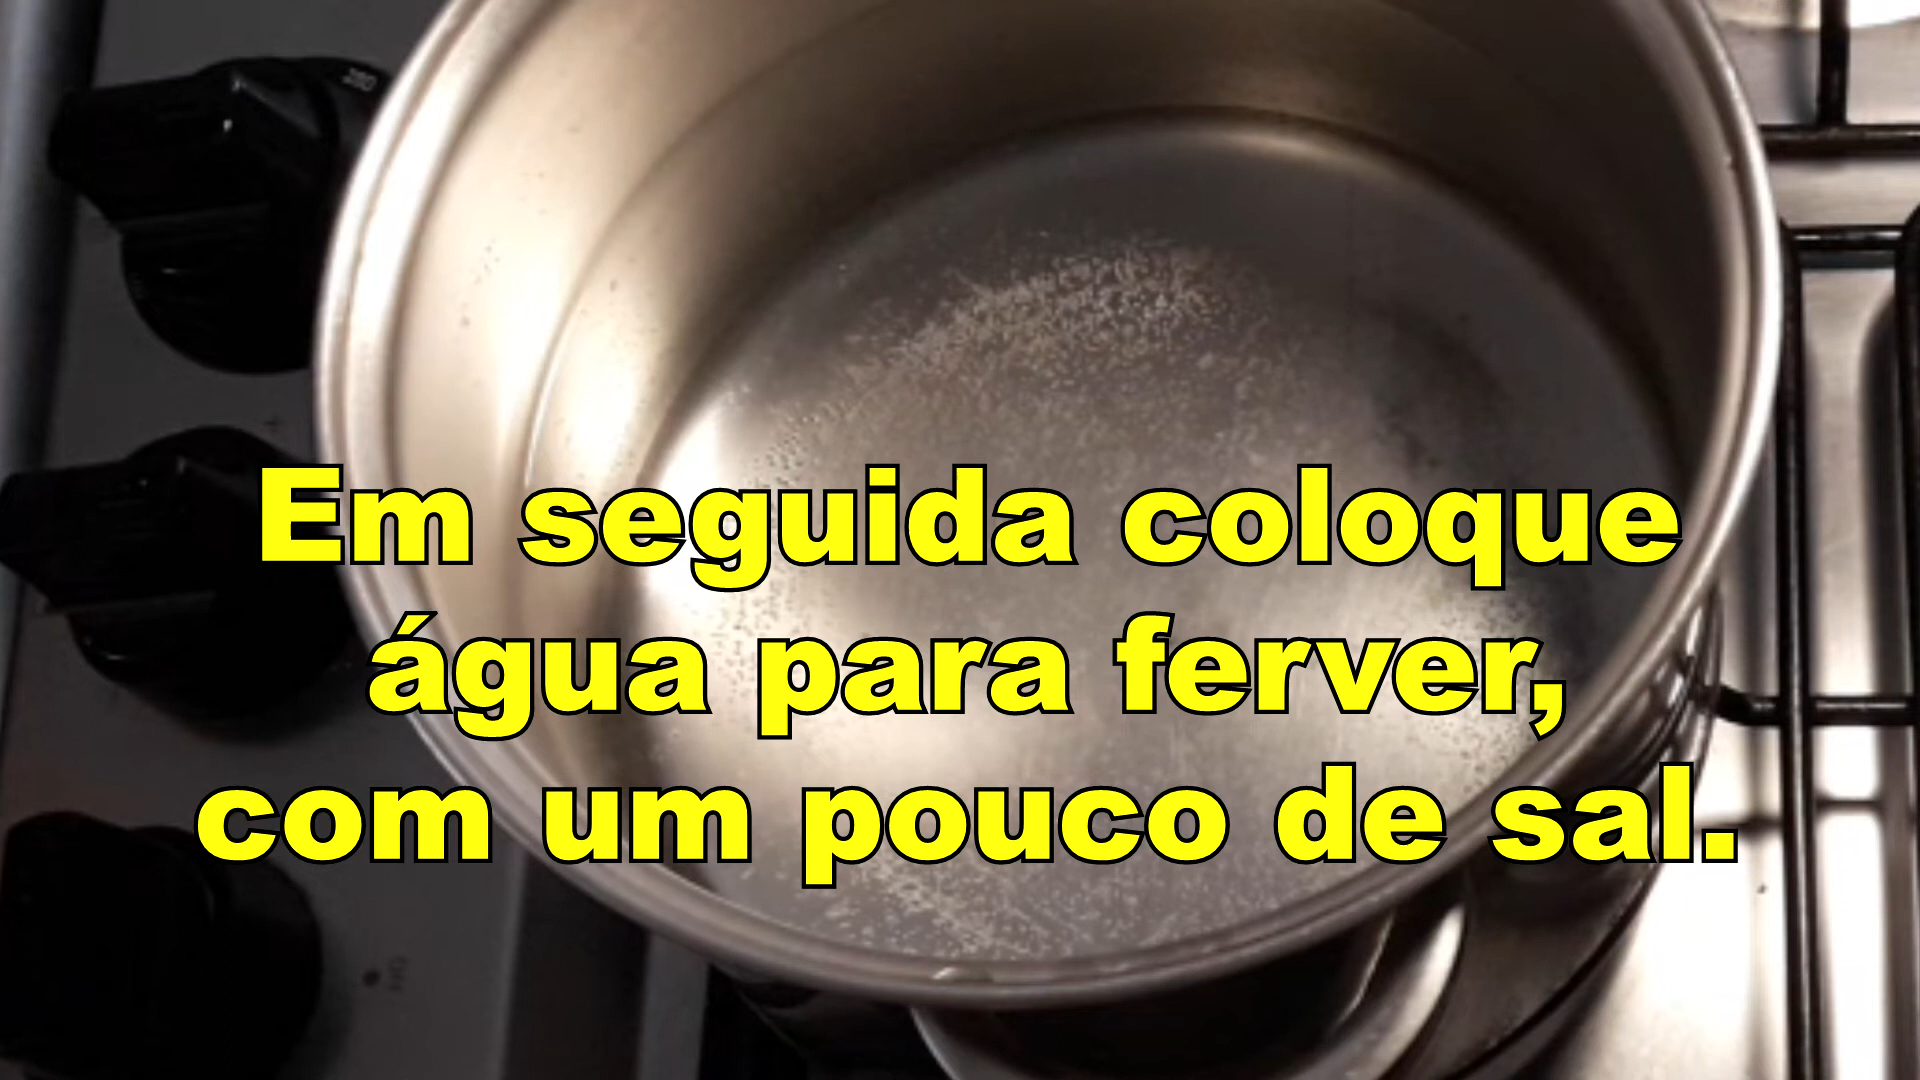 Em seguida coloque
água para ferver,
com um pouco de sal.